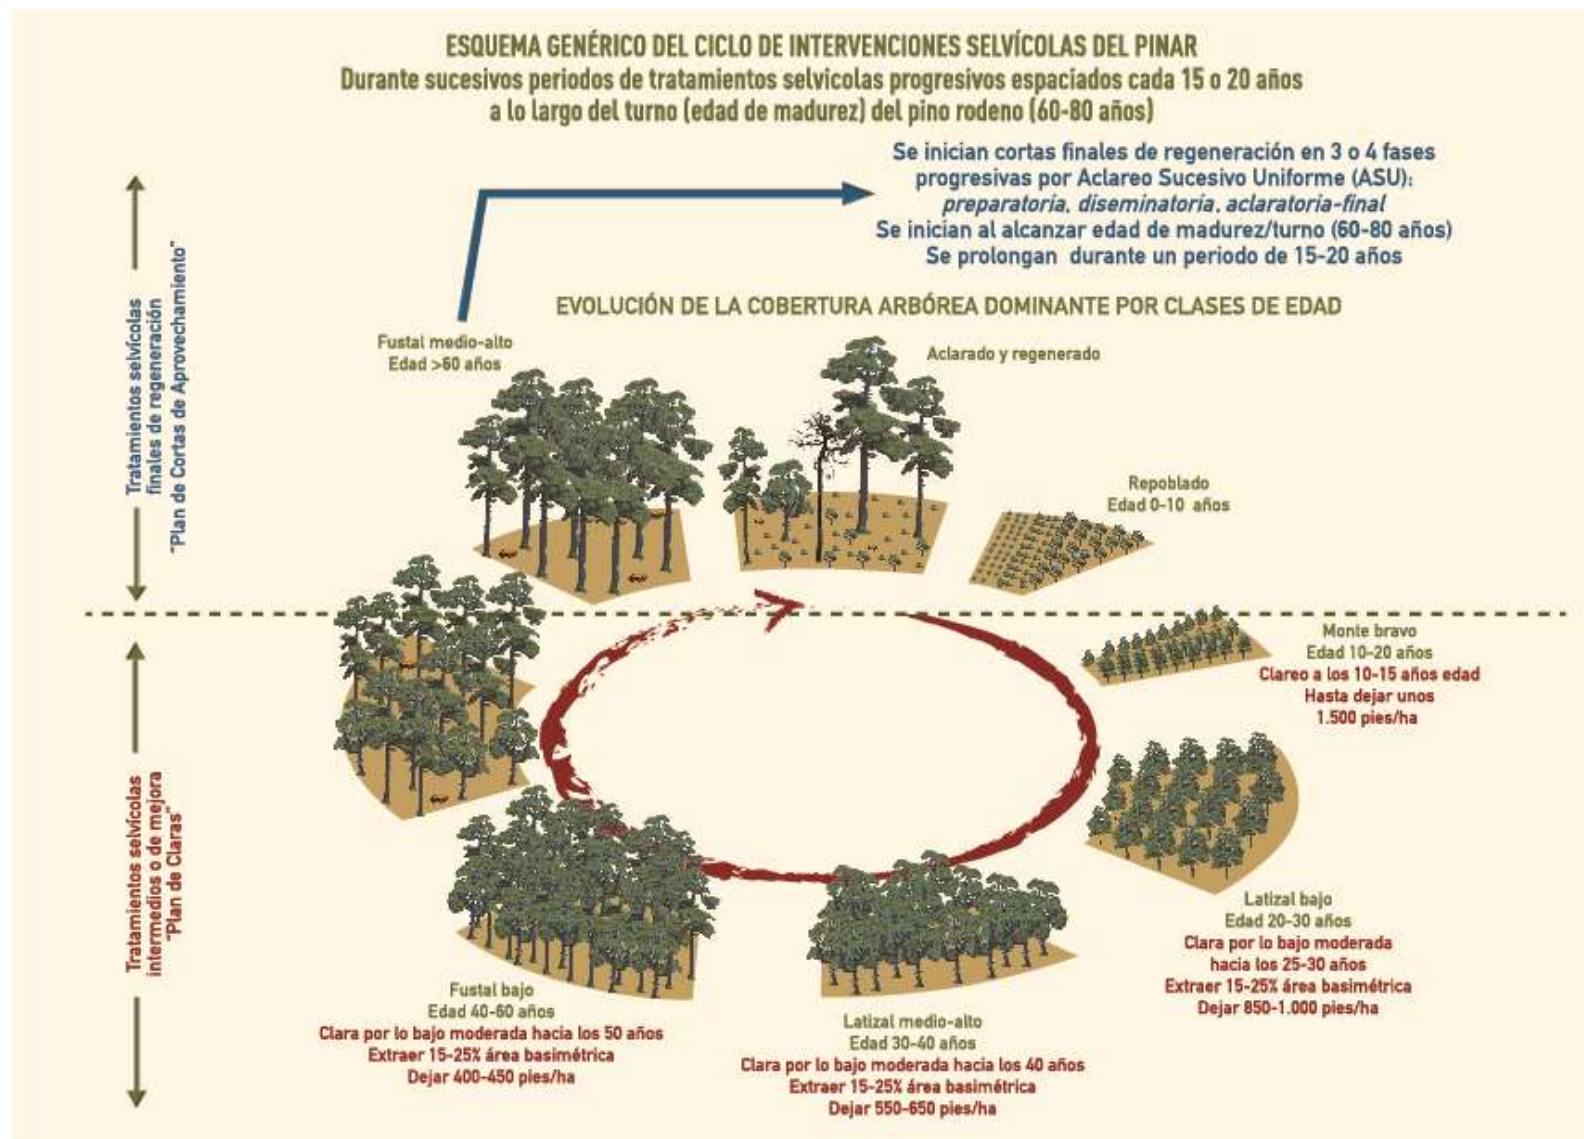 ESQUEMA GENÉRICO DEL CICLO DE INTERVENCIONES SELVÍCOLAS DEL PINAR
Durante sucesivos periodos de tratamientos selvicolas progresivos espaciados cada 15 o 20 años
a lo largo del turno (edad de madurez) del pino rodeno (60-80 años)
Se inician cortas finales de regeneración en 3 o 4 fases
progresivas por Aclareo Sucesivo Uniforme (ASU):
preparatoria, diseminatoria, aclaratoria-final
Se inician al alcanzar edad de madurez/turno (60-80 años)
Se prolongan durante un periodo de 15-20 años
EVOLUCIÓN DE LA COBERTURA ARBÓREA DOMINANTE POR CLASES DE EDAD
Tratamientos selvícolas
finales de regeneración
"Plan de Cortas de Aprovechamiento"
Fustal medio-alto
Edad >60 años
Aclarado y regenerado
Repoblado
Edad 0-10 años
Monte bravo
Edad 10-20 años
Clareo a los 10-15 años edad
Hasta dejar unos
1.500 pies/ha
Latizal bajo
Edad 20-30 años
Clara por lo bajo moderada
hacia los 25-30 años
Extraer 15-25% área basimétrica
Dejar 850-1.000 pies/ha
Latizal medio-alto
Edad 30-40 años
Clara por lo bajo moderada hacia los 40 años
Extraer 15-25% área basimétrica
Dejar 550-650 pies/ha
Fustal bajo
Edad 40-60 años
Clara por lo bajo moderada hacia los 50 años
Extraer 15-25% área basimétrica
Dejar 400-450 pies/ha
Tratamientos selvícolas
intermedios o de mejora
"Plan de Claras"